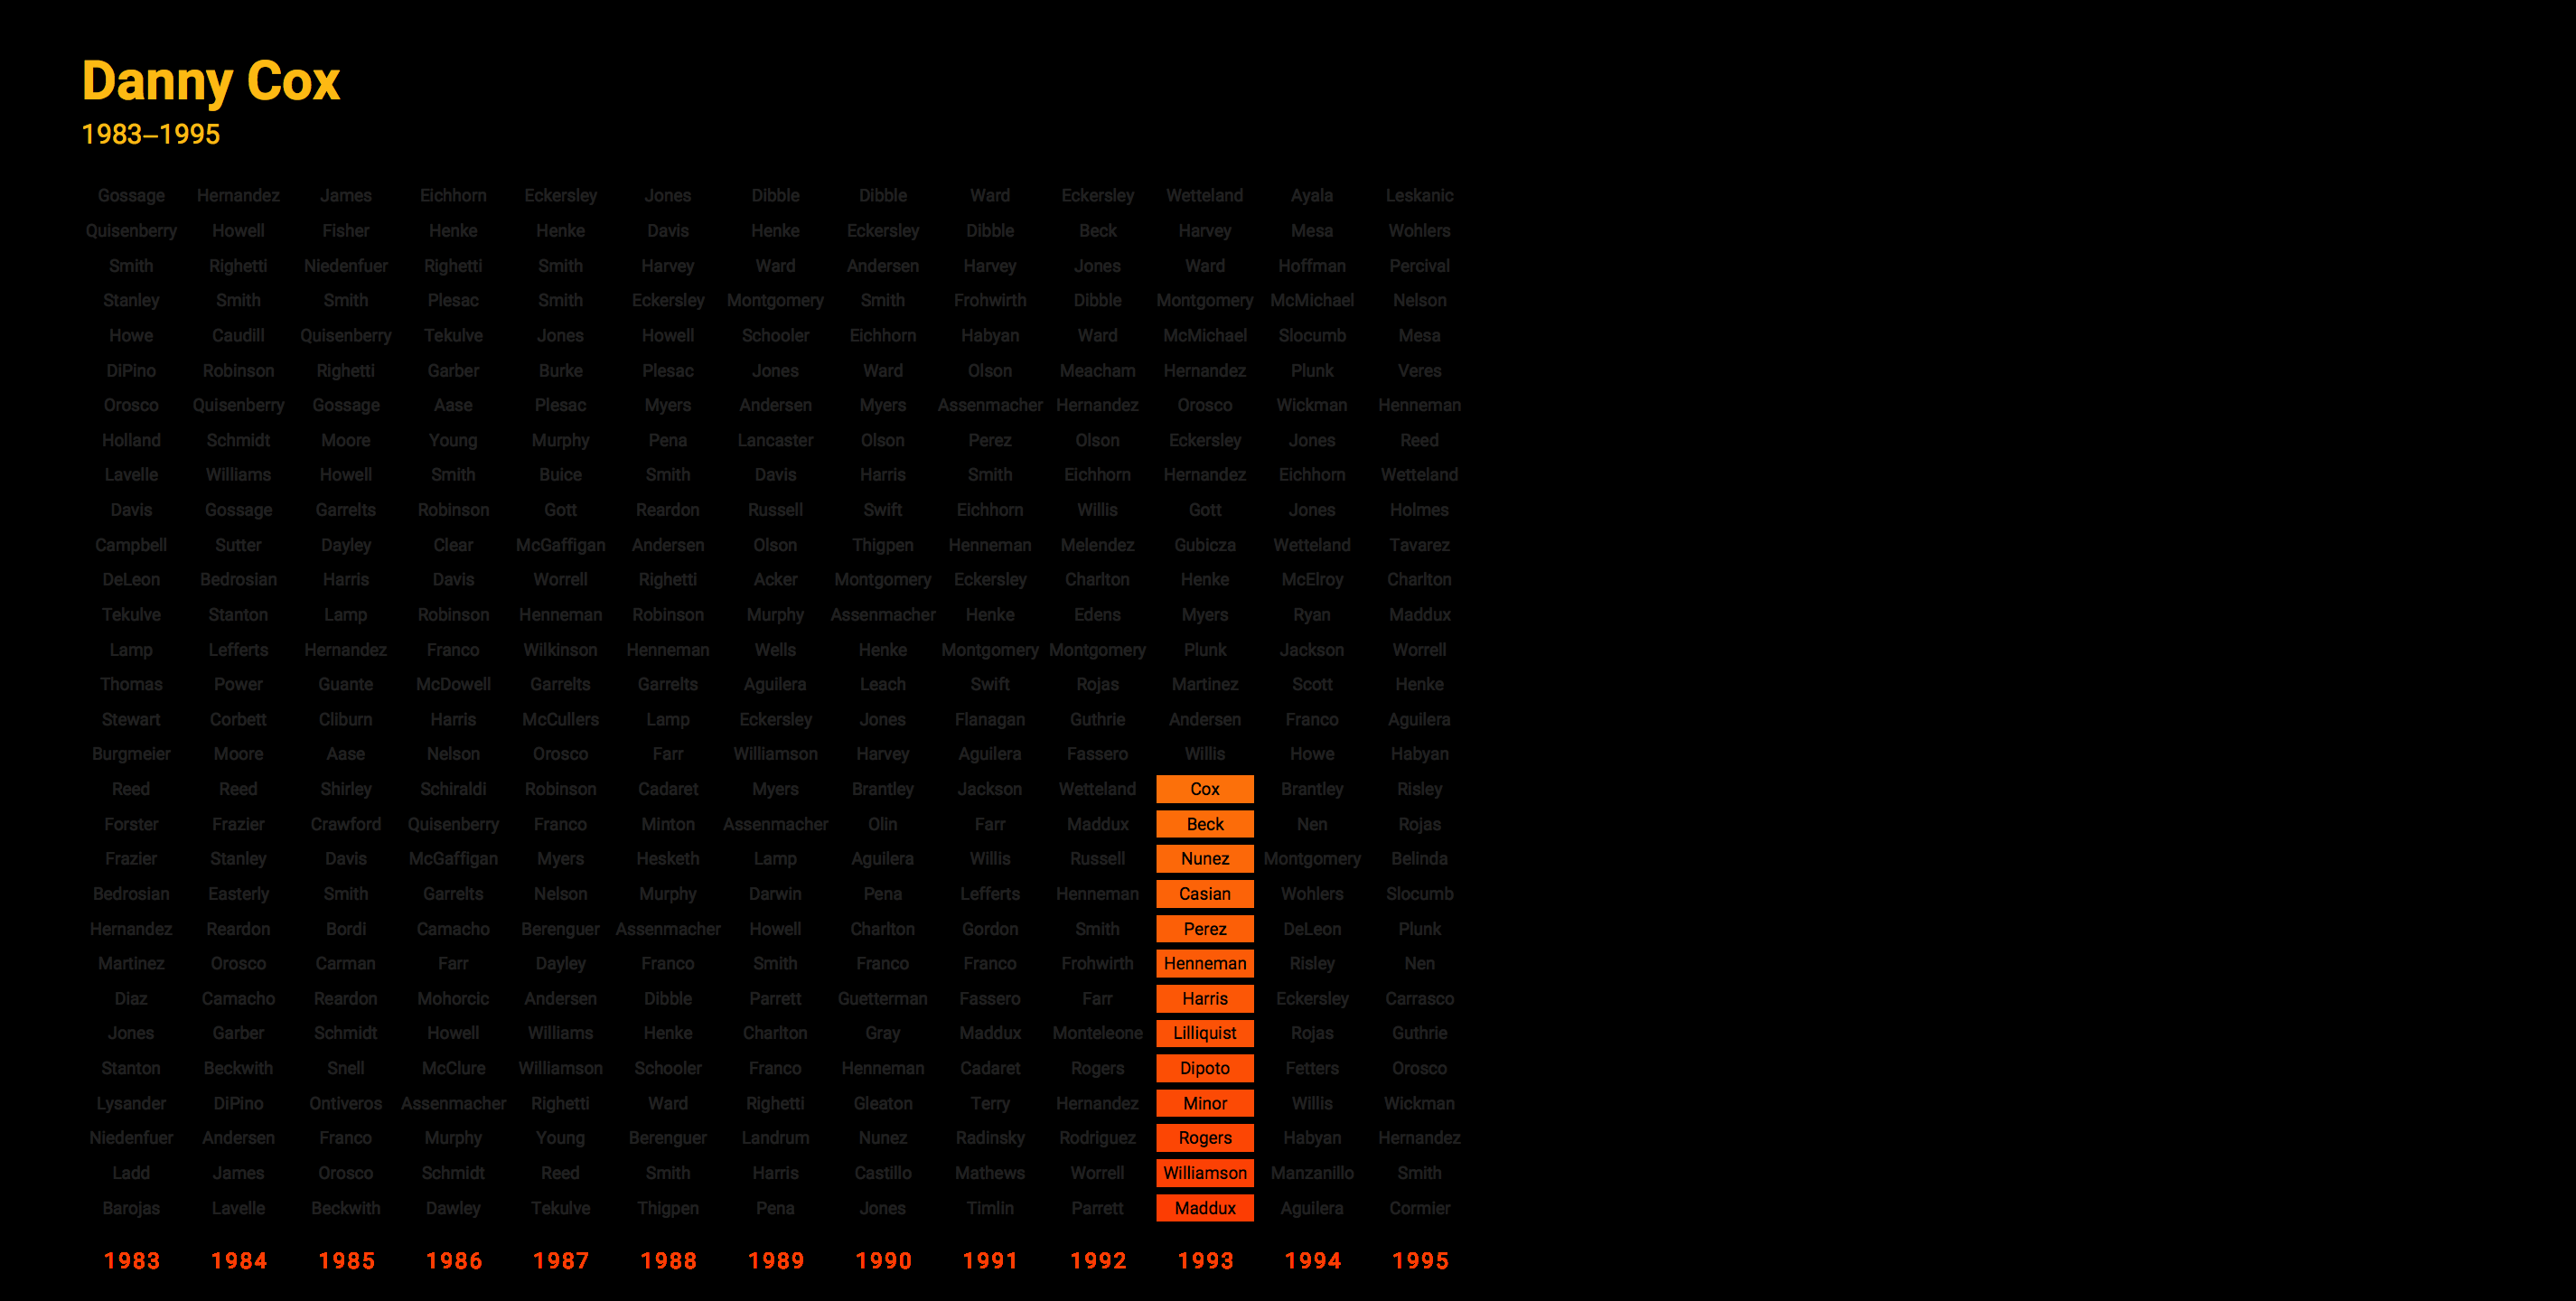 Danny Cox
1983–1995
Gossage Hernandez James Eichhorn Eckersley Jones Dibble Dibble Ward Eckersley Wetteland Ayala Leskanic
Quisenberry Howell Fisher Henke Henke Davis Henke Eckersley Dibble Beck Harvey Mesa Wohlers
Smith Righetti Niedenfuer Righetti Smith Harvey Ward Andersen Harvey Jones Ward Hoffman Percival
Stanley Smith Smith Plesac Smith Eckersley Montgomery Smith Frohwirth Dibble Montgomery McMichael Nelson
Howe Caudill Quisenberry Tekulve Jones Howell Schooler Eichhorn Habyan Ward McMichael Slocumb Mesa
DiPino Robinson Righetti Garber Burke Plesac Jones Ward Olson Meacham Hernandez Plunk Veres
Orosco Quisenberry Gossage Aase Plesac Myers Andersen Myers Assenmacher Hernandez Orosco Wickman Henneman
Holland Schmidt Moore Young Murphy Pena Lancaster Olson Perez Olson Eckersley Jones Reed
Lavelle Williams Howell Smith Buice Smith Davis Harris Smith Eichhorn Hernandez Eichhorn Wetteland
Davis Gossage Garrelts Robinson Gott Reardon Russell Swift Eichhorn Willis Gott Jones Holmes
Campbell Sutter Dayley Clear McGaffigan Andersen Olson Thigpen Henneman Melendez Gubicza Wetteland Tavarez
DeLeon Bedrosian Harris Davis Worrell Righetti Acker Montgomery Eckersley Charlton Henke McElroy Charlton
Tekulve Stanton Lamp Robinson Henneman Robinson Murphy Assenmacher Henke Edens Myers Ryan Maddux
Lamp Lefferts Hernandez Franco Wilkinson Henneman Wells Henke Montgomery Montgomery Plunk Jackson Worrell
Thomas Power Guante McDowell Garrelts Garrelts Aguilera Leach Swift Rojas Martinez Scott Henke
Stewart Corbett Cliburn Harris McCullers Lamp Eckersley Jones Flanagan Guthrie Andersen Franco Aguilera
Burgmeier Moore Aase Nelson Orosco Farr Williamson Harvey Aguilera Fassero Willis Howe Habyan
Reed Reed Shirley Schiraldi Robinson Cadaret Myers Brantley Jackson Wetteland Cox Brantley Risley
Forster Frazier Crawford Quisenberry Franco Minton Assenmacher Olin Farr Maddux Beck Nen Rojas
Frazier Stanley Davis McGaffigan Myers Hesketh Lamp Aguilera Willis Russell Nunez Montgomery Belinda
Bedrosian Easterly Smith Garrelts Nelson Murphy Darwin Pena Lefferts Henneman Casian Wohlers Slocumb
Hernandez Reardon Bordi Camacho Berenguer Assenmacher Howell Charlton Gordon Smith Perez DeLeon Plunk
Martinez Orosco Carman Farr Dayley Franco Smith Franco Franco Frohwirth Henneman Risley Nen
Diaz Camacho Reardon Mohorcic Andersen Dibble Parrett Guetterman Fassero Farr Harris Eckersley Carrasco
Jones Garber Schmidt Howell Williams Henke Charlton Gray Maddux Monteleone Lilliquist Rojas Guthrie
Stanton Beckwith Snell McClure Williamson Schooler Franco Henneman Cadaret Rogers Dipoto Fetters Orosco
Lysander DiPino Ontiveros Assenmacher Righetti Ward Righetti Gleaton Terry Hernandez Minor Willis Wickman
Niedenfuer Andersen Franco Murphy Young Berenguer Landrum Nunez Radinsky Rodriguez Rogers Habyan Hernandez
Ladd James Orosco Schmidt Reed Smith Harris Castillo Mathews Worrell Williamson Manzanillo Smith
Barojas Lavelle Beckwith Dawley Tekulve Thigpen Pena Jones Timlin Parrett Maddux Aguilera Cormier
1983 1984 1985 1986 1987 1988 1989 1990 1991 1992 1993 1994 1995